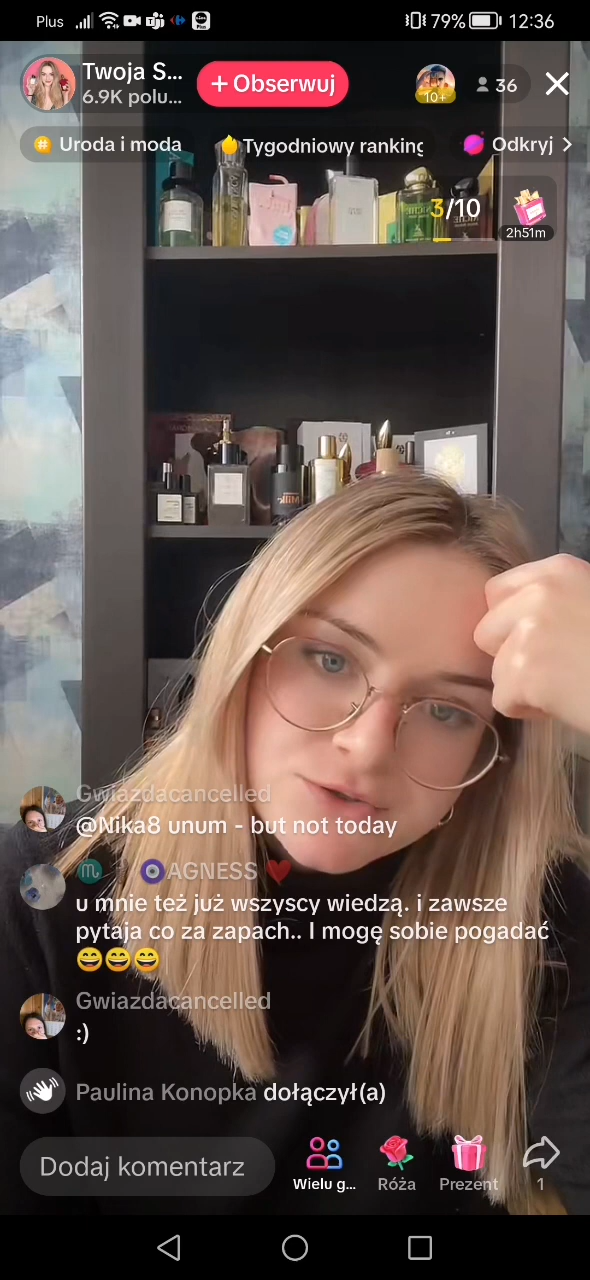 Plus 79% 12:36
Twoja S...
6.9K polu...
+ Obserwuj
10+
36
Uroda i moda
Tygodniowy ranking
Odkryj >
3/10
2h51m
Gwiazdacancelled
@Nika8 unum - but not today
AGNESS
u mnie też już wszyscy wiedzą. i zawsze
pytaja co za zapach.. I mogę sobie pogadać
Gwiazdacancelled
:)
Paulina Konopka dołączył(a)
Dodaj komentarz
Wielu g...
Róża
Prezent
1